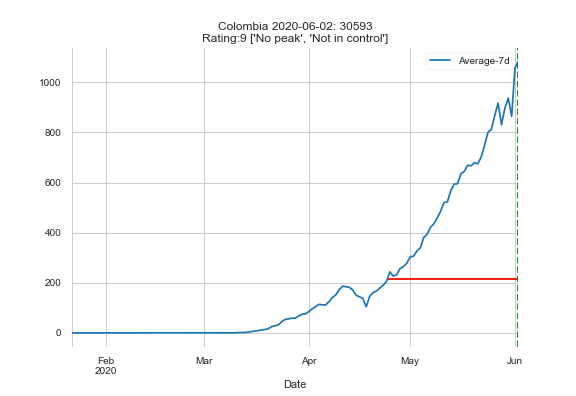 Colombia 2020-06-02: 30593
Rating:9 ['No peak', 'Not in control']
Average-7d
1000
800
600
400
200
0
Feb Mar Apr May Jun
2020
Date